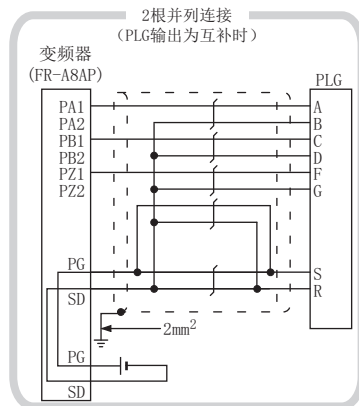 2根并列连接
（PLG输出为互补时）
变频器
(FR-A8AP)
PLG
PA1
A
PA2
B
PB1
C
PB2
D
PZ1
F
PZ2
G
PG
S
SD
R
2mm²
PG
SD